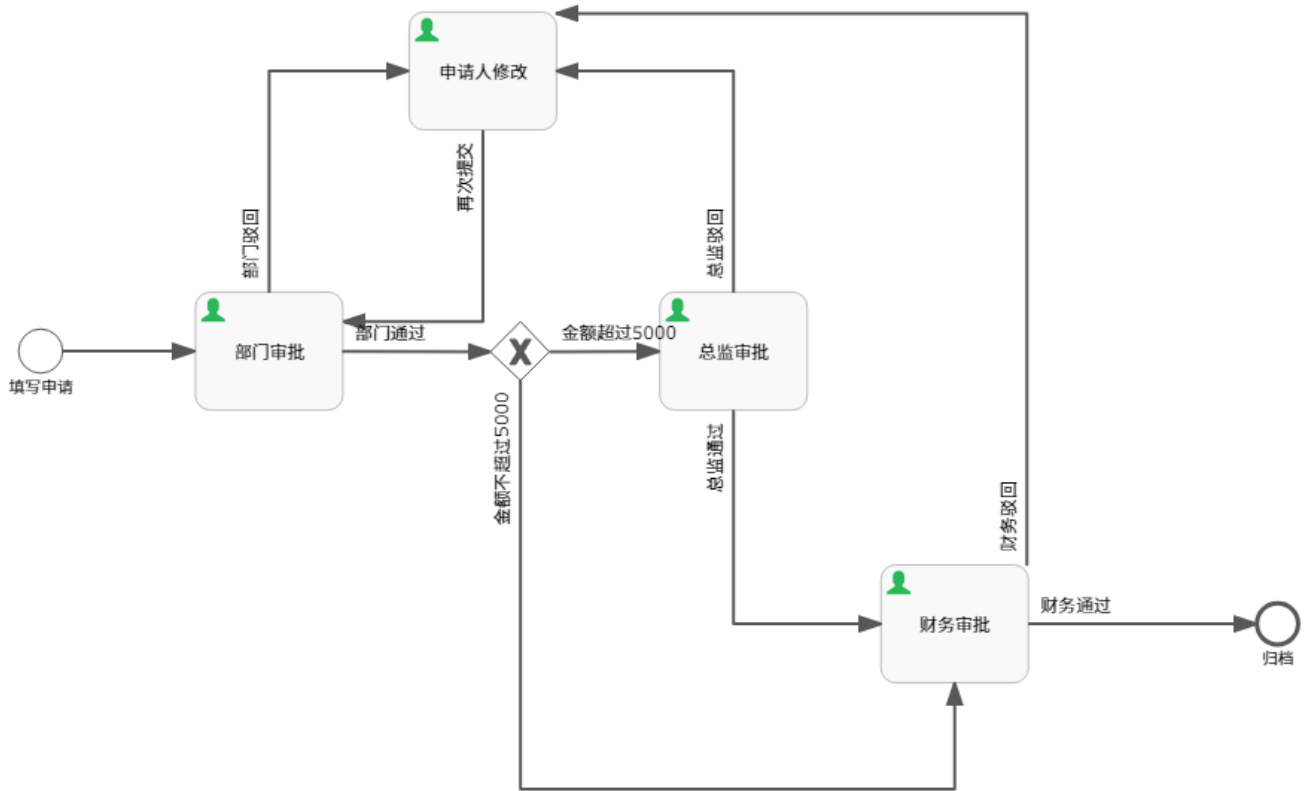 申请人修改
再次提交
部门驳回
总监驳回
填写申请
部门审批
部门通过
金额超过5000
总监审批
金额不超过5000
总监通过
财务驳回
财务审批
财务通过
归档